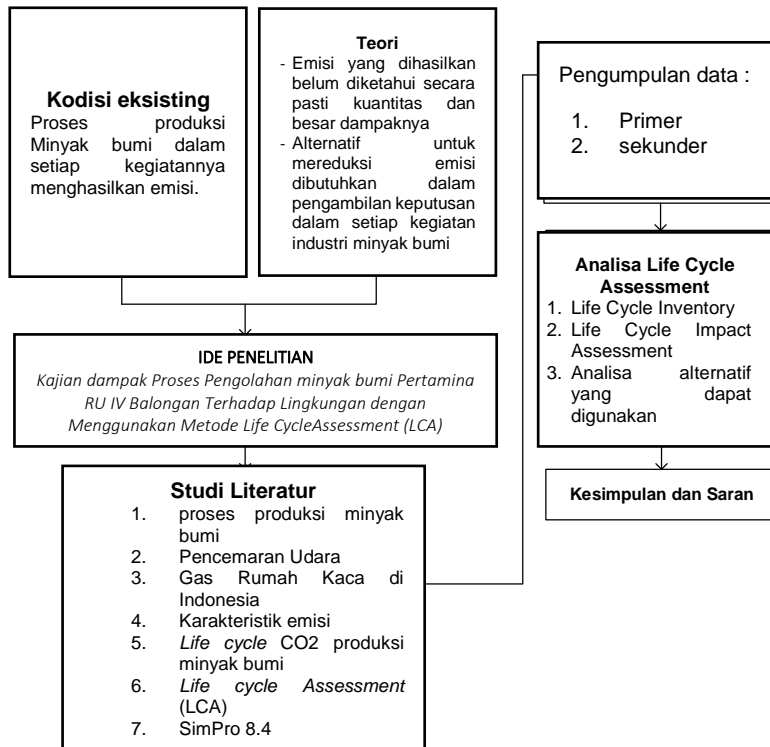 Kodisi eksisting
Proses produksi
Minyak bumi dalam
setiap kegiatannya
menghasilkan emisi.
Teori
- Emisi yang dihasilkan
belum diketahui secara
pasti kuantitas dan
besar dampaknya
- Alternatif untuk
mereduksi emisi
dibutuhkan dalam
pengambilan keputusan
dalam setiap kegiatan
industri minyak bumi
IDE PENELITIAN
Kajian dampak Proses Pengolahan minyak bumi Pertamina
RU IV Balongan Terhadap Lingkungan dengan
Menggunakan Metode Life CycleAssessment (LCA)
Studi Literatur
1. proses produksi minyak
bumi
2. Pencemaran Udara
3. Gas Rumah Kaca di
Indonesia
4. Karakteristik emisi
5. Life cycle CO2 produksi
minyak bumi
6. Life cycle Assessment
(LCA)
7. SimPro 8.4
Pengumpulan data :
1. Primer
2. sekunder
Analisa Life Cycle
Assessment
1. Life Cycle Inventory
2. Life Cycle Impact
Assessment
3. Analisa alternatif
yang dapat
digunakan
Kesimpulan dan Saran